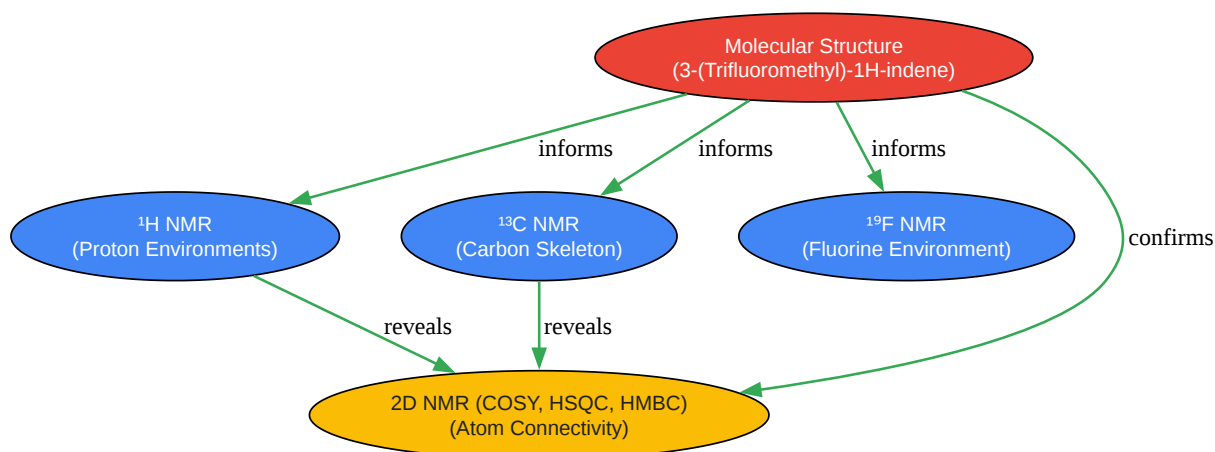 Molecular Structure
(3-(Trifluoromethyl)-1H-indene)
informs
informs
informs
¹H NMR
(Proton Environments)
¹³C NMR
(Carbon Skeleton)
¹⁹F NMR
(Fluorine Environment)
confirms
reveals
reveals
2D NMR (COSY, HSQC, HMBC)
(Atom Connectivity)